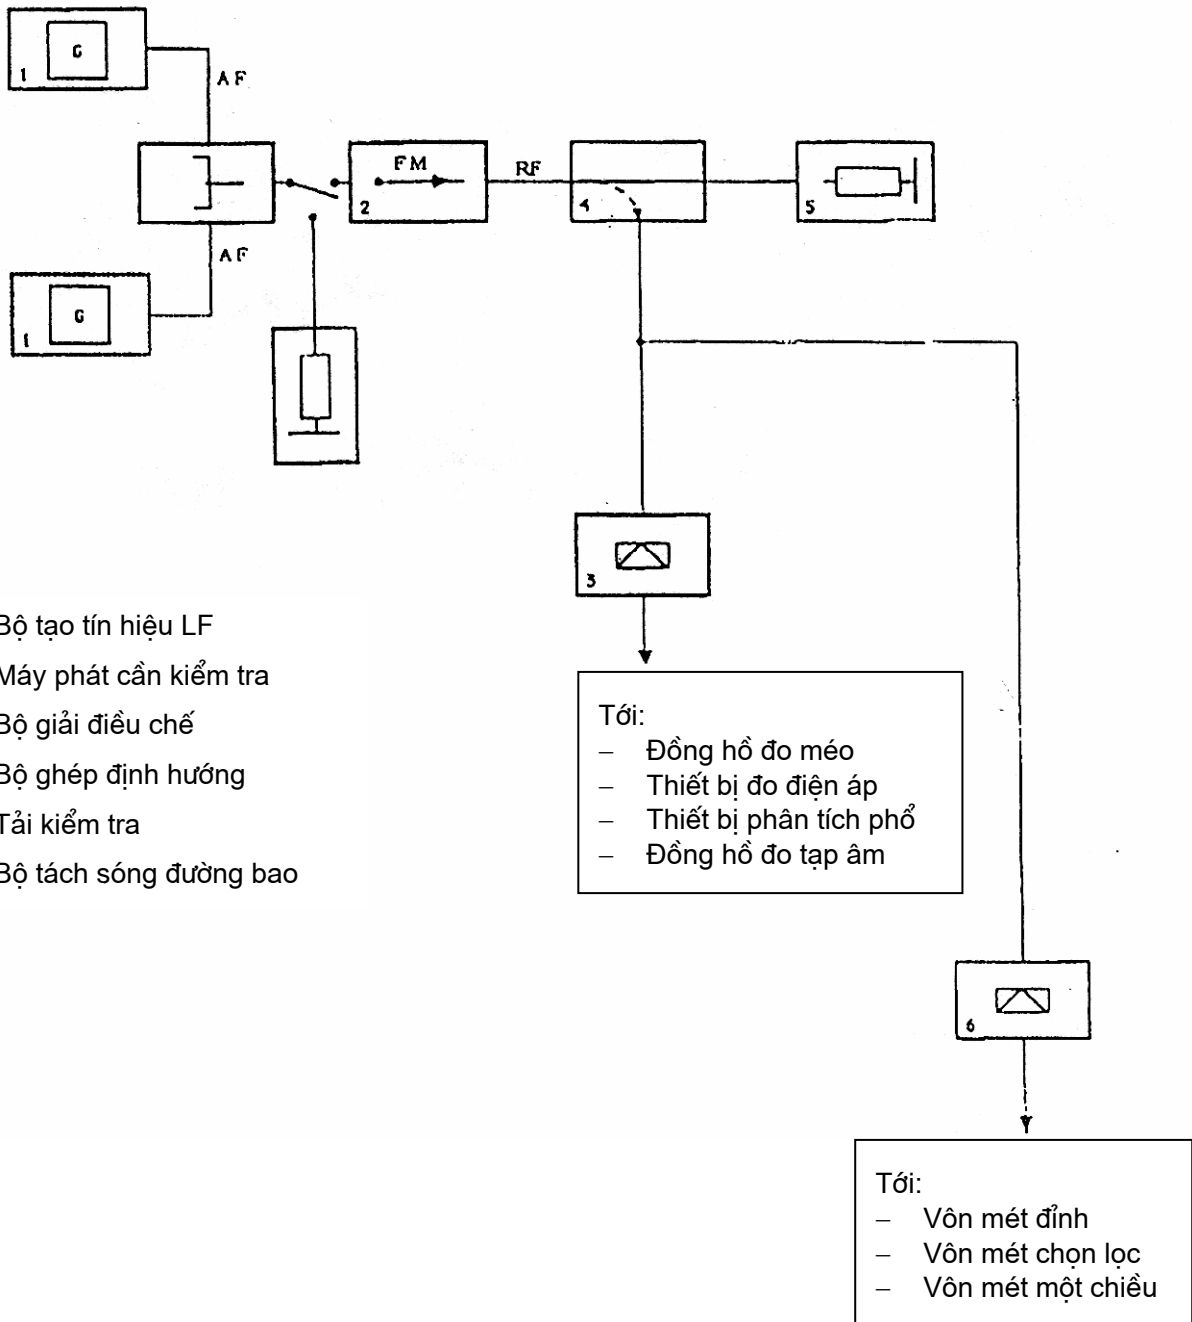 G
1
AF
FM
2
RF
4
5
AF
G
1
3
Bộ tạo tín hiệu LF
Máy phát cần kiểm tra
Bộ giải điều chế
Bộ ghép định hướng
Tải kiểm tra
Bộ tách sóng đường bao
Tới:
– Đồng hồ đo méo
– Thiết bị đo điện áp
– Thiết bị phân tích phổ
– Đồng hồ đo tạp âm
6
Tới:
– Vôn mét đỉnh
– Vôn mét chọn lọc
– Vôn mét một chiều